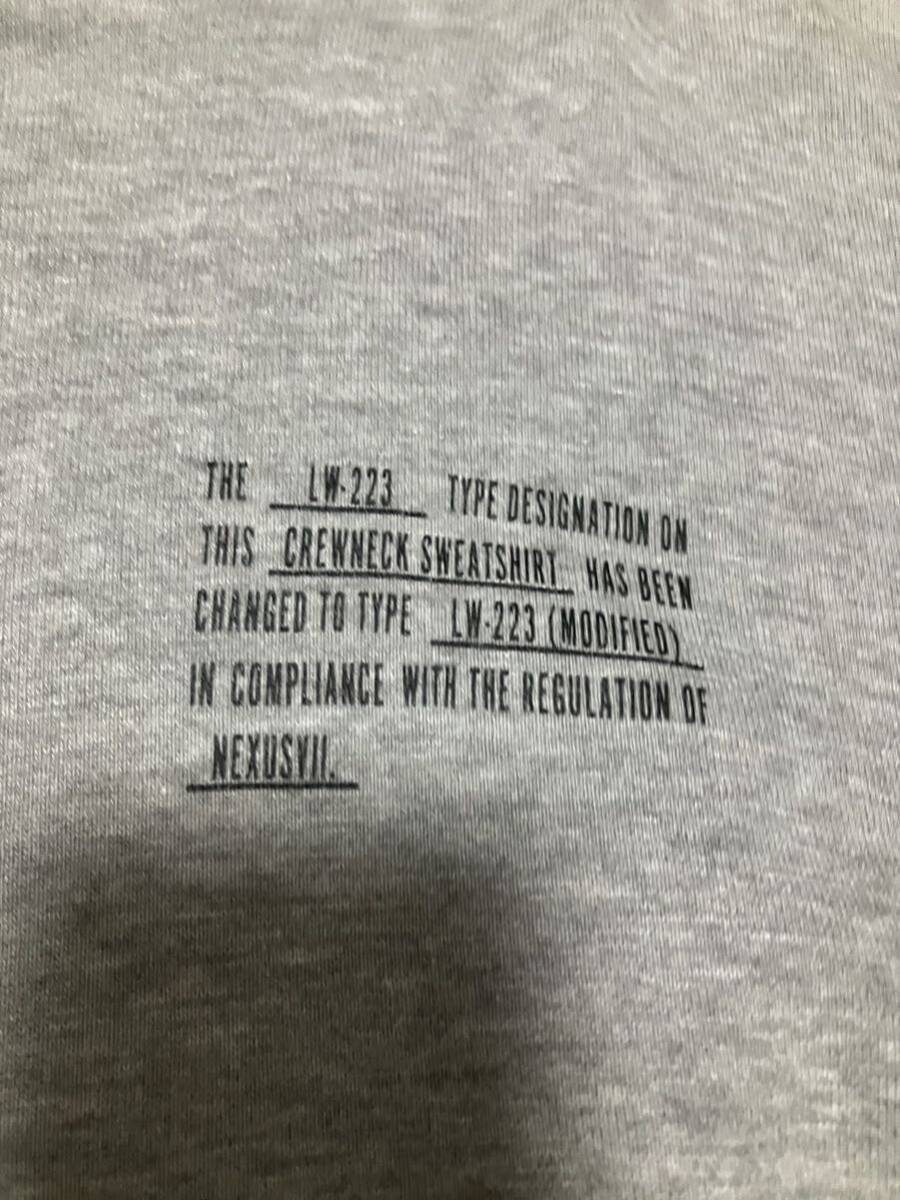 THE LW-223 TYPE DESIGNATION ON
THIS CREWNECK SWEATSHIRT HAS BEEN
CHANGED TO TYPE LW-223 (MODIFIED)
IN COMPLIANCE WITH THE REGULATION OF
NEXUSVII.